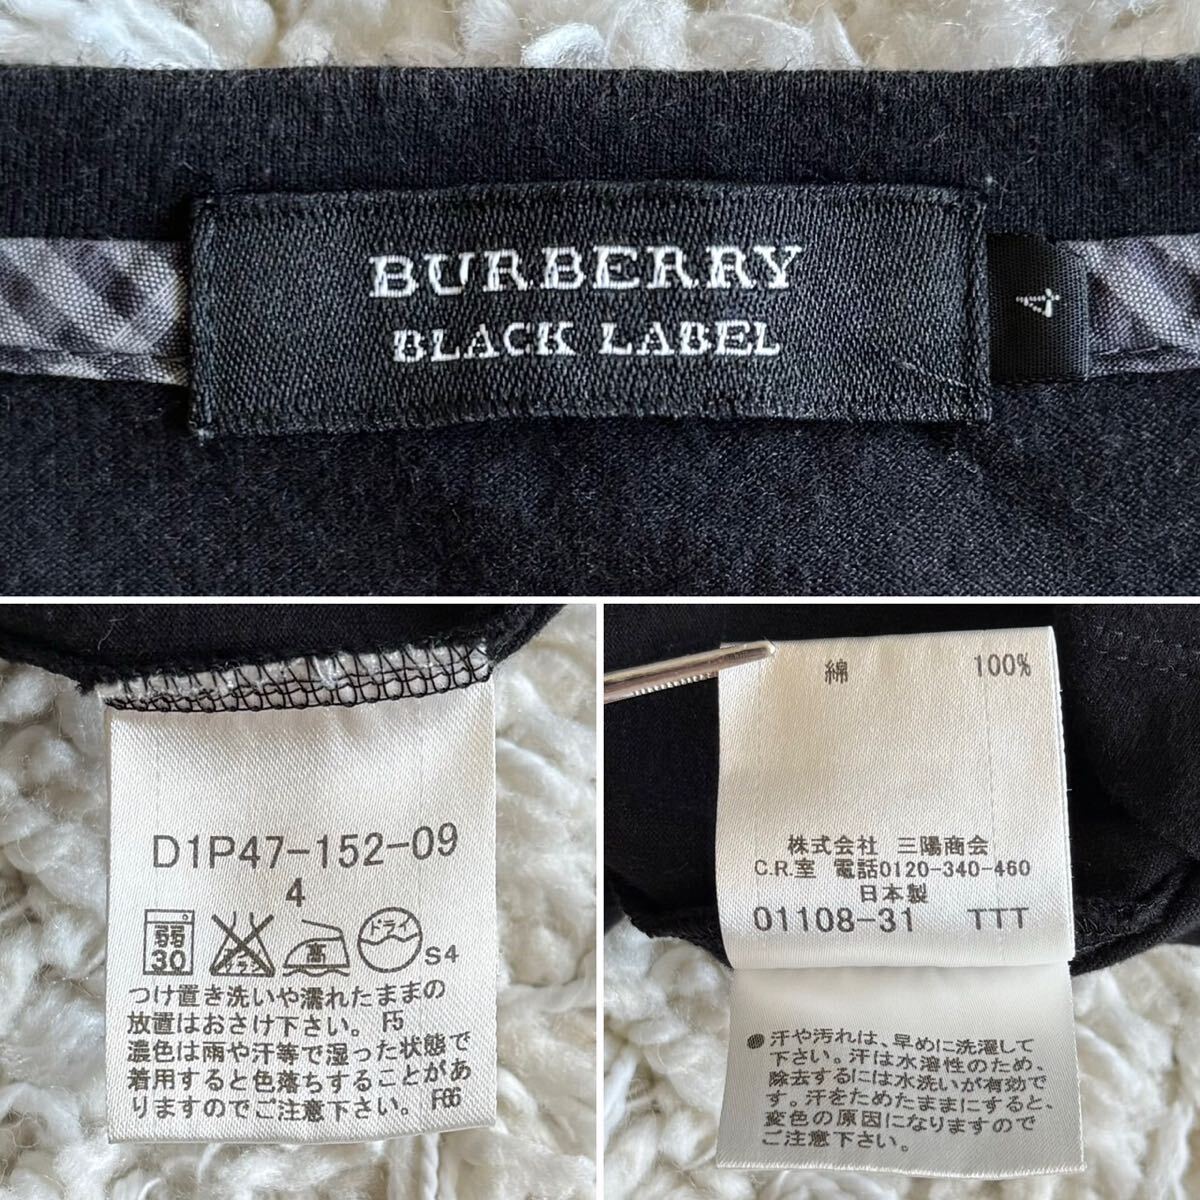 BURBERRY
BLACK LABEL
4
D1P47-152-09
4
弱
30
高
ドライ
S4
つけ置き洗いや濡れたままの
放置はおさけ下さい。 F5
濃色は雨や汗等で湿った状態で
着用すると色落ちすることがあ
りますのでご注意下さい。 F66
綿 100%
株式会社 三陽商会
C.R.室 電話0120-340-460
日本製
01108-31 TTT
●汗や汚れは、早めに洗濯して
下さい。汗は水溶性のため、
除去するには水洗いが有効で
す。汗をためたままにすると、
変色の原因になりますので
ご注意下さい。